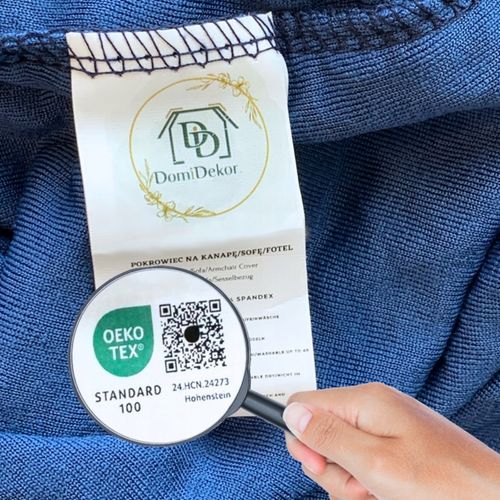 DD
DomiDekor
POKROWIEC NA KANAPĘ/SOFĘ/FOTEL
Sofa/Armchair Cover
/Sesselbezug
& SPANDEX
OEKO
TEX®
STANDARD
100
24.HCN.24273
Hohenstein